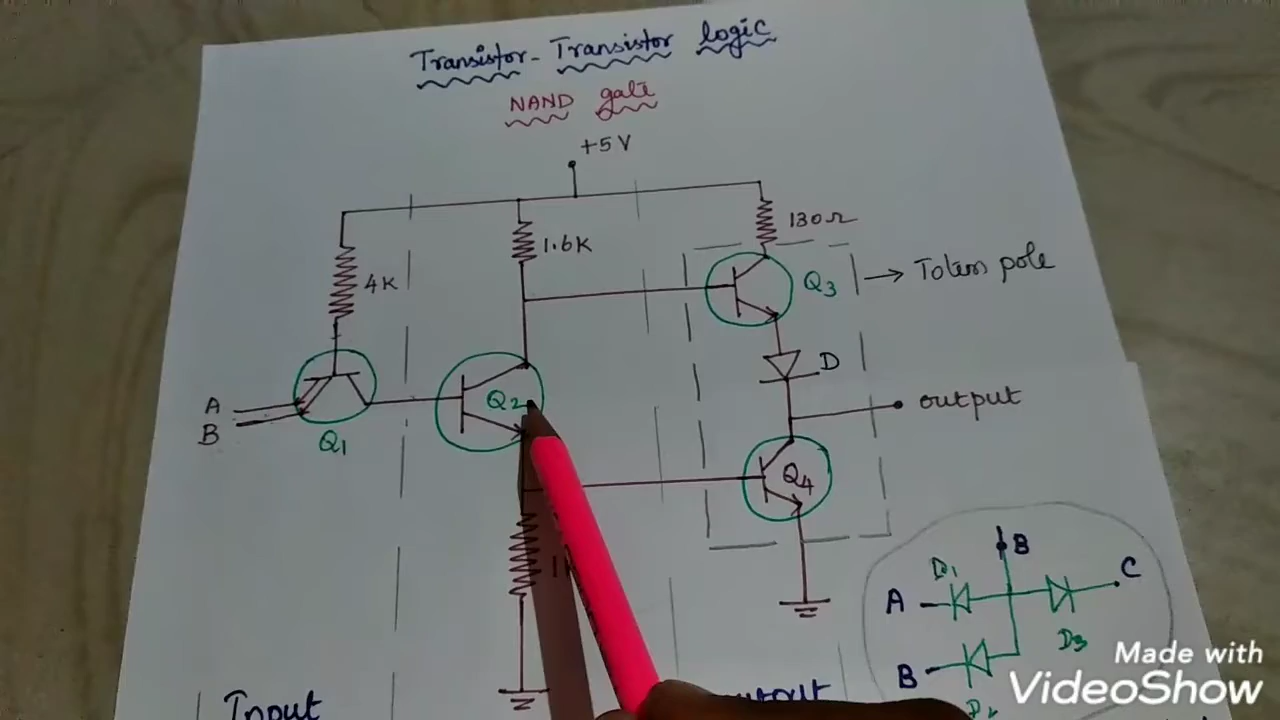 Transistor-Transistor logic
NAND gate
+5V
130Ω
1.6K
4K
Q3
→ Totem pole
D
A
B
Q1
Q2
output
Q4
B
D1
C
A
D3
B
Input
Made with
VideoShow